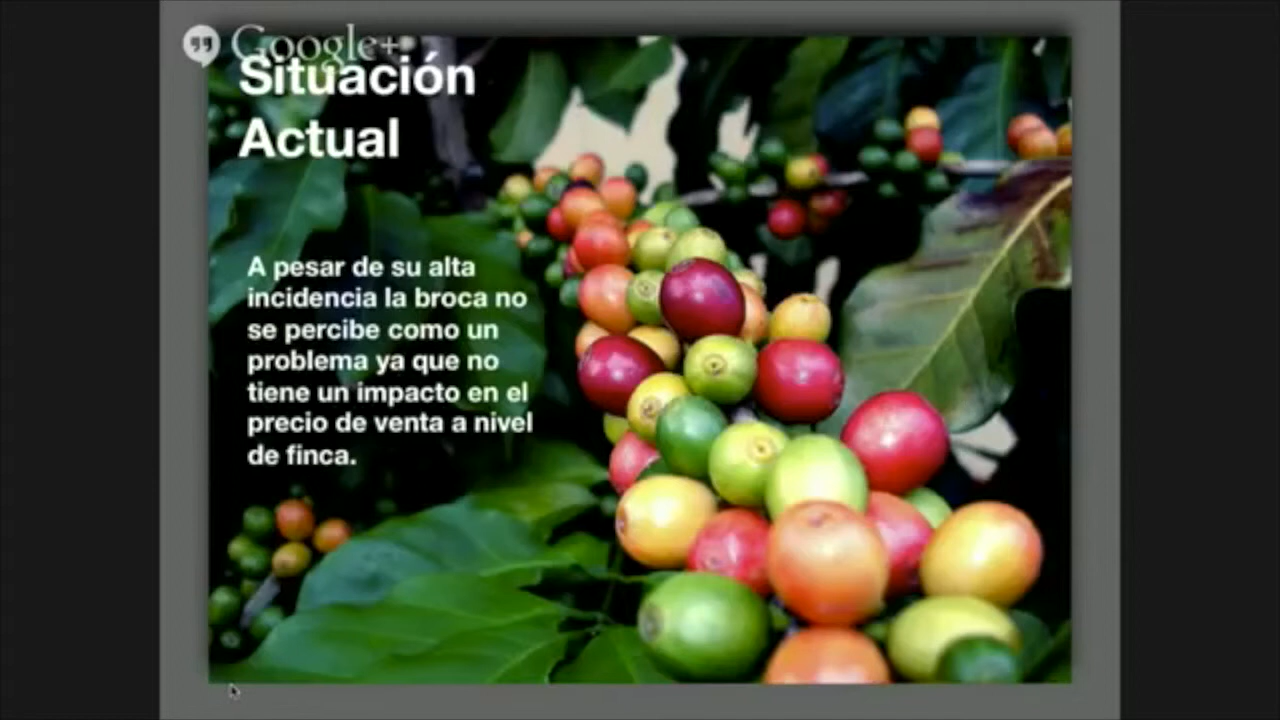 Google+
Situación
Actual
A pesar de su alta
incidencia la broca no
se percibe como un
problema ya que no
tiene un impacto en el
precio de venta a nivel
de finca.